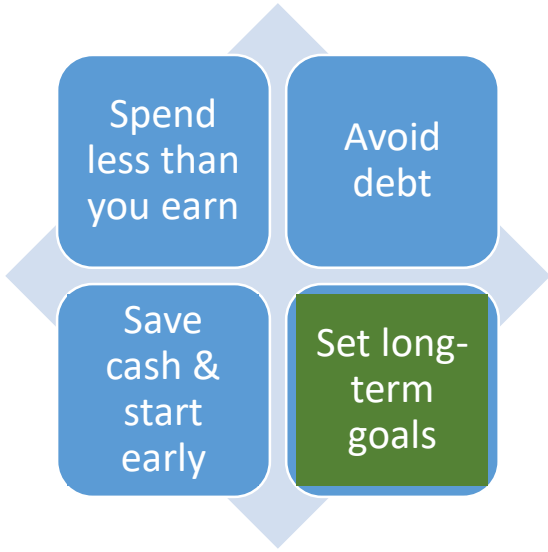 Spend
less than
you earn
Avoid
debt
Save
cash &
start
early
Set long-
term
goals